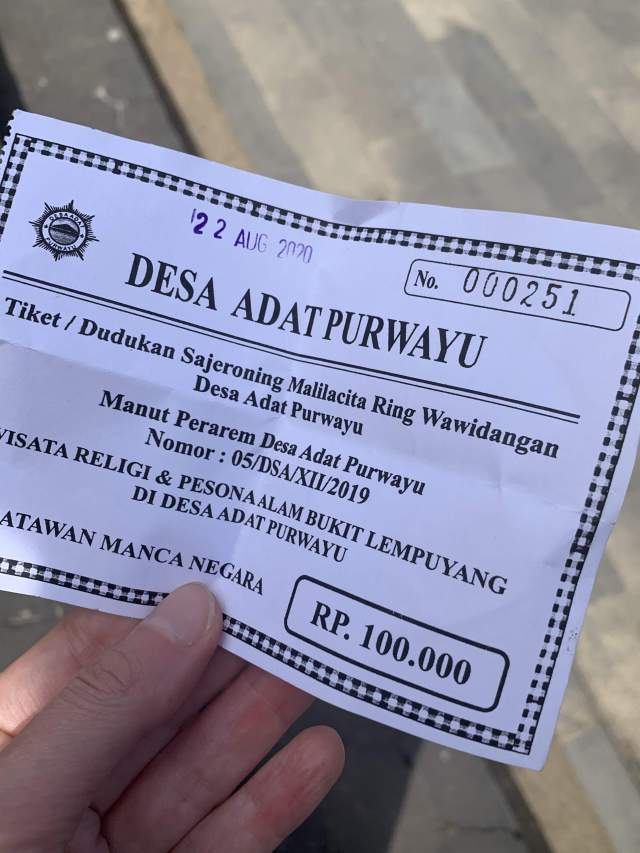 22 AUG 2020
No. 000251
DESA ADAT PURWAYU
Tiket / Dudukan Sajeroning Malilacita Ring Wawidangan
Desa Adat Purwayu
Manut Perarem Desa Adat Purwayu
Nomor : 05/DSA/XII/2019
WISATA RELIGI & PESONA ALAM BUKIT LEMPUYANG
DI DESA ADAT PURWAYU
ATAWAN MANCA NEGARA
RP. 100.000